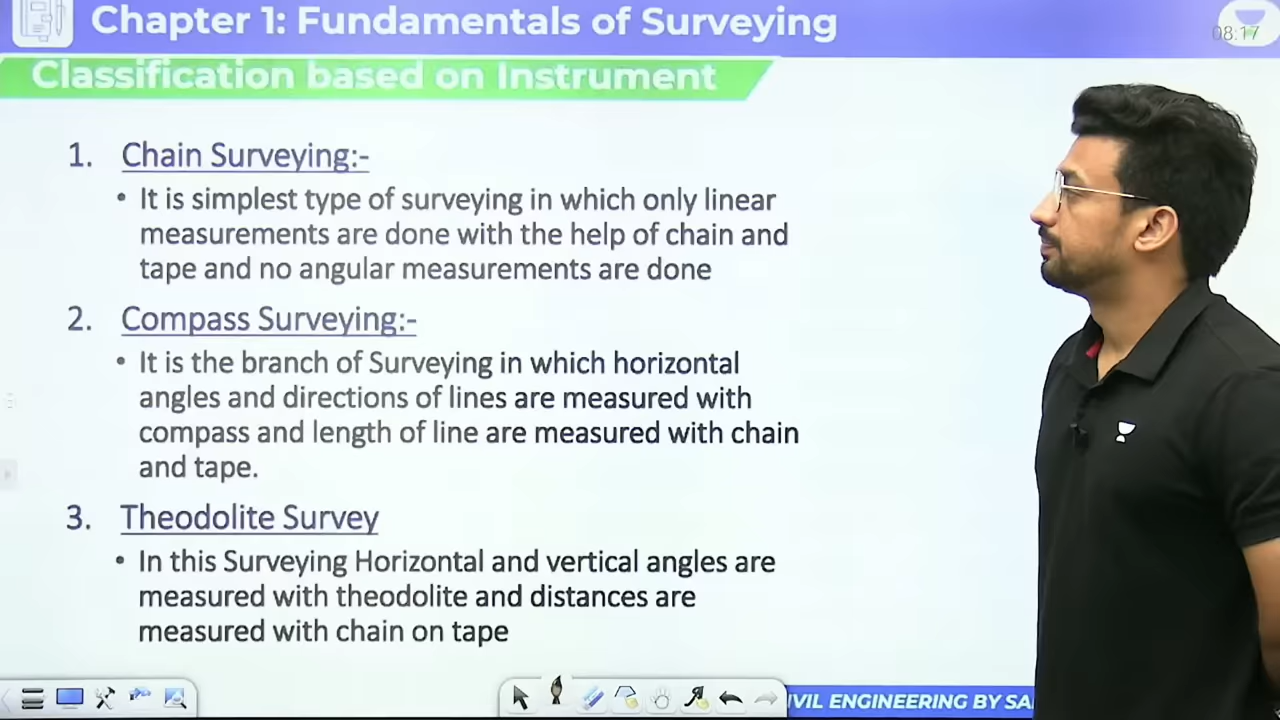 Chapter 1: Fundamentals of Surveying
08:17
Classification based on Instrument
1. Chain Surveying:-
• It is simplest type of surveying in which only linear
measurements are done with the help of chain and
tape and no angular measurements are done
2. Compass Surveying:-
• It is the branch of Surveying in which horizontal
angles and directions of lines are measured with
compass and length of line are measured with chain
and tape.
3. Theodolite Survey
• In this Surveying Horizontal and vertical angles are
measured with theodolite and distances are
measured with chain on tape
IVIL ENGINEERING BY SA